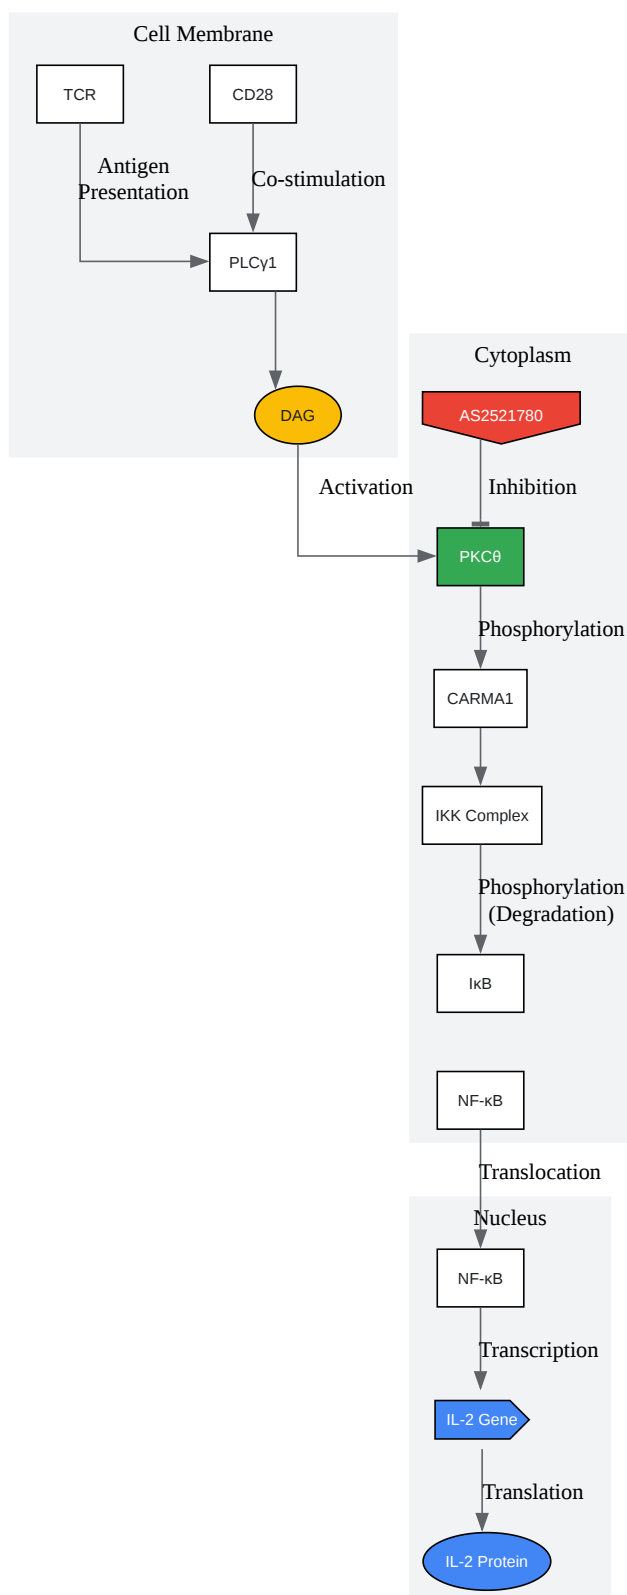 Cell Membrane
TCR
CD28
Antigen
Presentation
Co-stimulation
PLCγ1
DAG
Cytoplasm
AS2521780
Activation
Inhibition
PKCθ
Phosphorylation
CARMA1
IKK Complex
Phosphorylation
(Degradation)
IκB
NF-κB
Translocation
Nucleus
NF-κB
Transcription
IL-2 Gene
Translation
IL-2 Protein